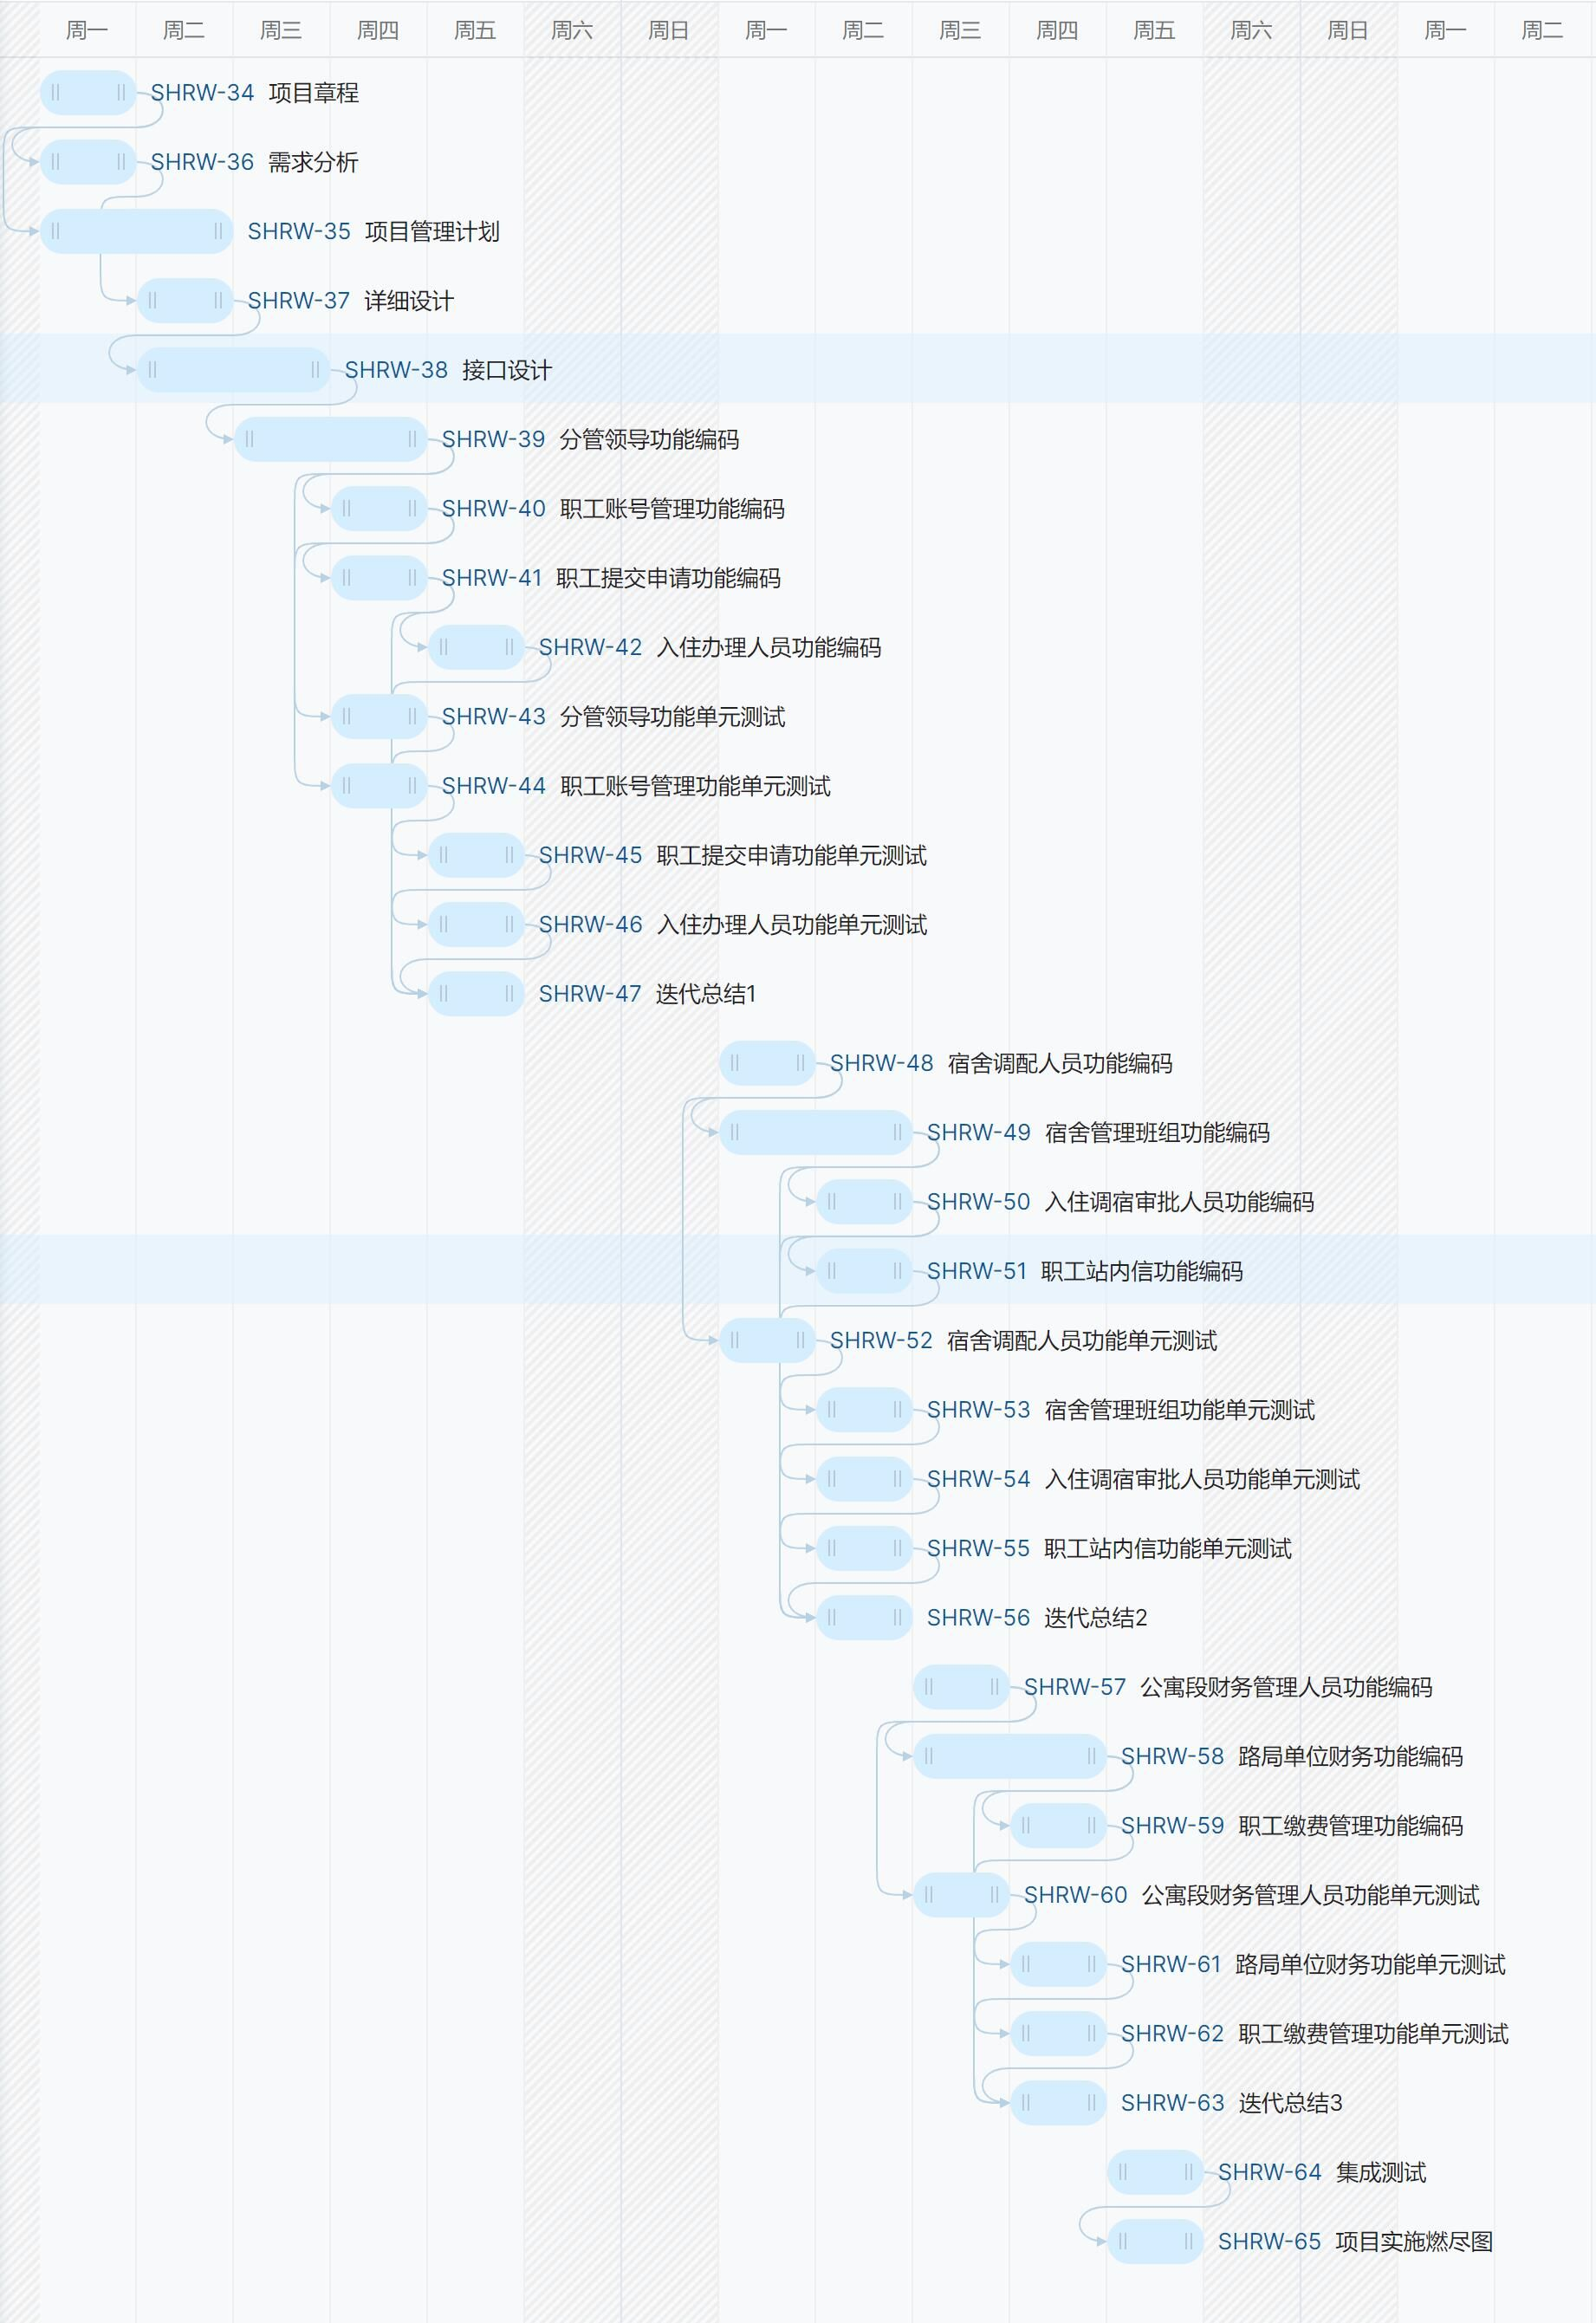 周一 周二 周三 周四 周五 周六 周日 周一 周二 周三 周四 周五 周六 周日 周一 周二
SHRW-34 项目章程
SHRW-36 需求分析
SHRW-35 项目管理计划
SHRW-37 详细设计
SHRW-38 接口设计
SHRW-39 分管领导功能编码
SHRW-40 职工账号管理功能编码
SHRW-41 职工提交申请功能编码
SHRW-42 入住办理人员功能编码
SHRW-43 分管领导功能单元测试
SHRW-44 职工账号管理功能单元测试
SHRW-45 职工提交申请功能单元测试
SHRW-46 入住办理人员功能单元测试
SHRW-47 迭代总结1
SHRW-48 宿舍调配人员功能编码
SHRW-49 宿舍管理班组功能编码
SHRW-50 入住调宿审批人员功能编码
SHRW-51 职工站内信功能编码
SHRW-52 宿舍调配人员功能单元测试
SHRW-53 宿舍管理班组功能单元测试
SHRW-54 入住调宿审批人员功能单元测试
SHRW-55 职工站内信功能单元测试
SHRW-56 迭代总结2
SHRW-57 公寓段财务管理人员功能编码
SHRW-58 路局单位财务功能编码
SHRW-59 职工缴费管理功能编码
SHRW-60 公寓段财务管理人员功能单元测试
SHRW-61 路局单位财务功能单元测试
SHRW-62 职工缴费管理功能单元测试
SHRW-63 迭代总结3
SHRW-64 集成测试
SHRW-65 项目实施燃尽图